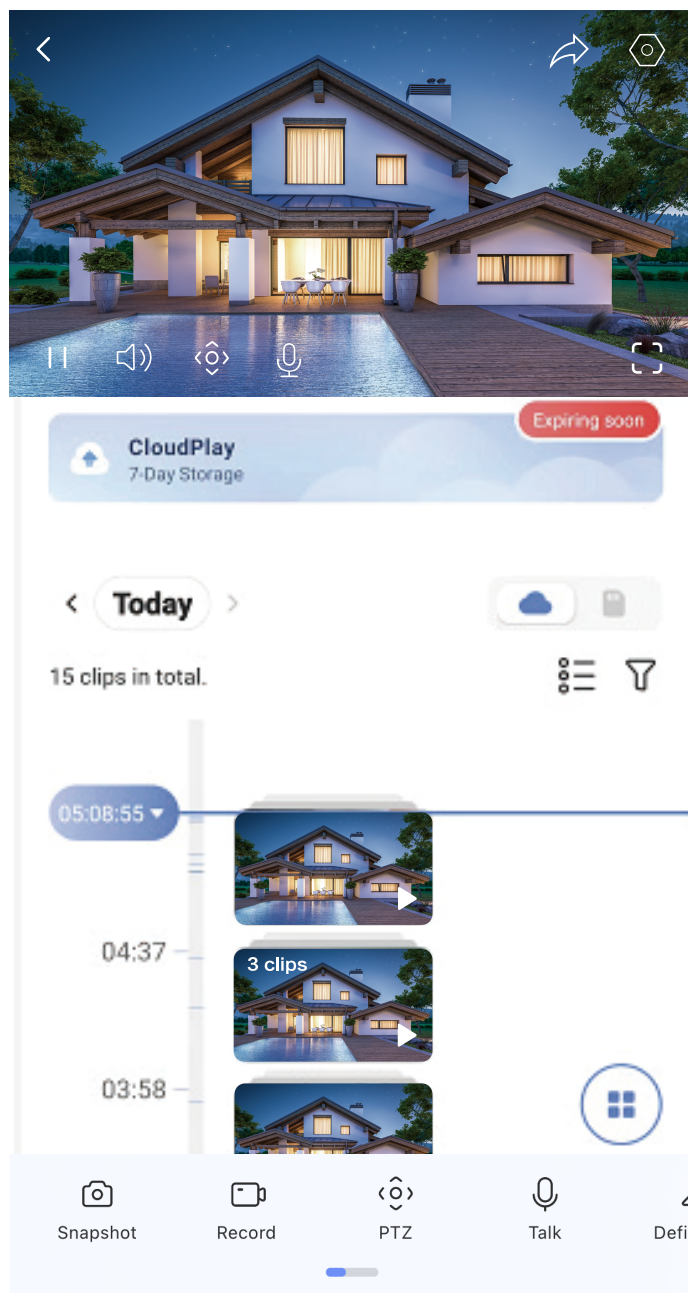 Expiring soon
CloudPlay
7-Day Storage
Today
15 clips in total.
05:08:55
04:37
3 clips
03:58
Snapshot
Record
PTZ
Talk
Defi